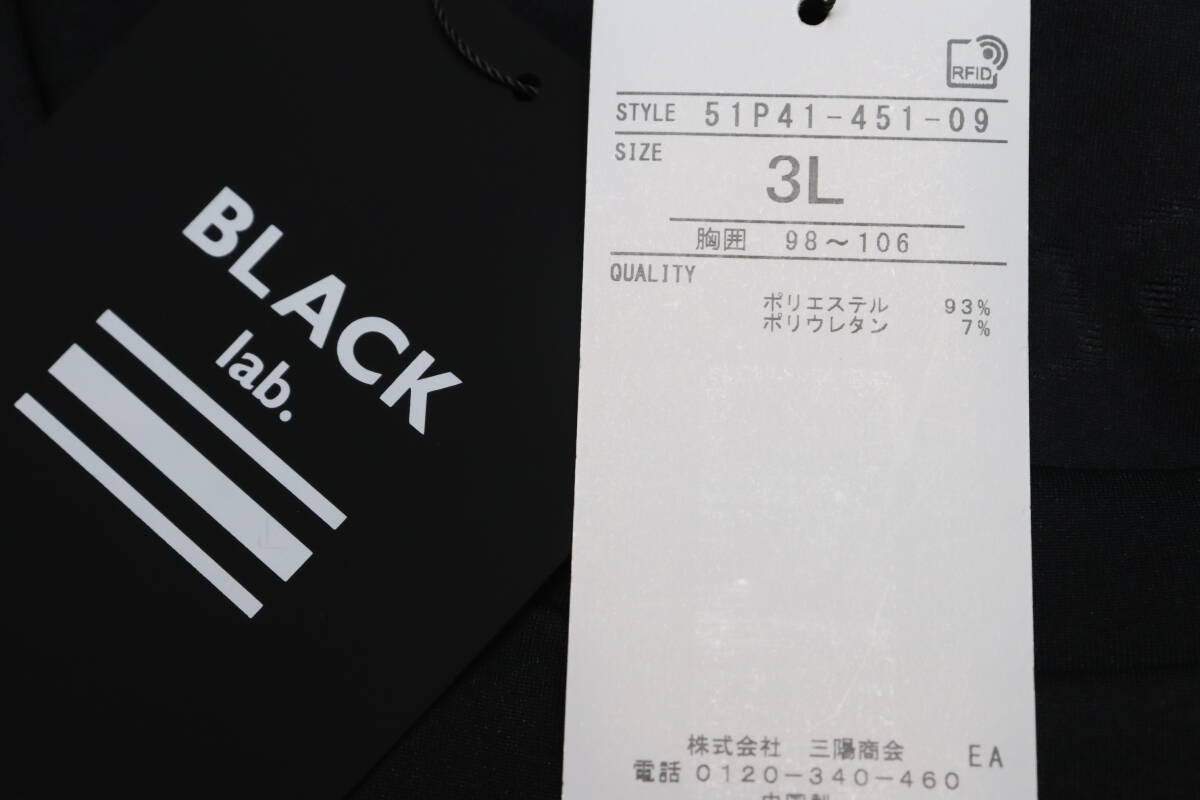 BLACK
lab.
RFID
STYLE 51P41-451-09
SIZE
3L
胸囲 98～106
QUALITY
ポリエステル 93%
ポリウレタン 7%
株式会社 三陽商会 EA
電話 0120-340-460